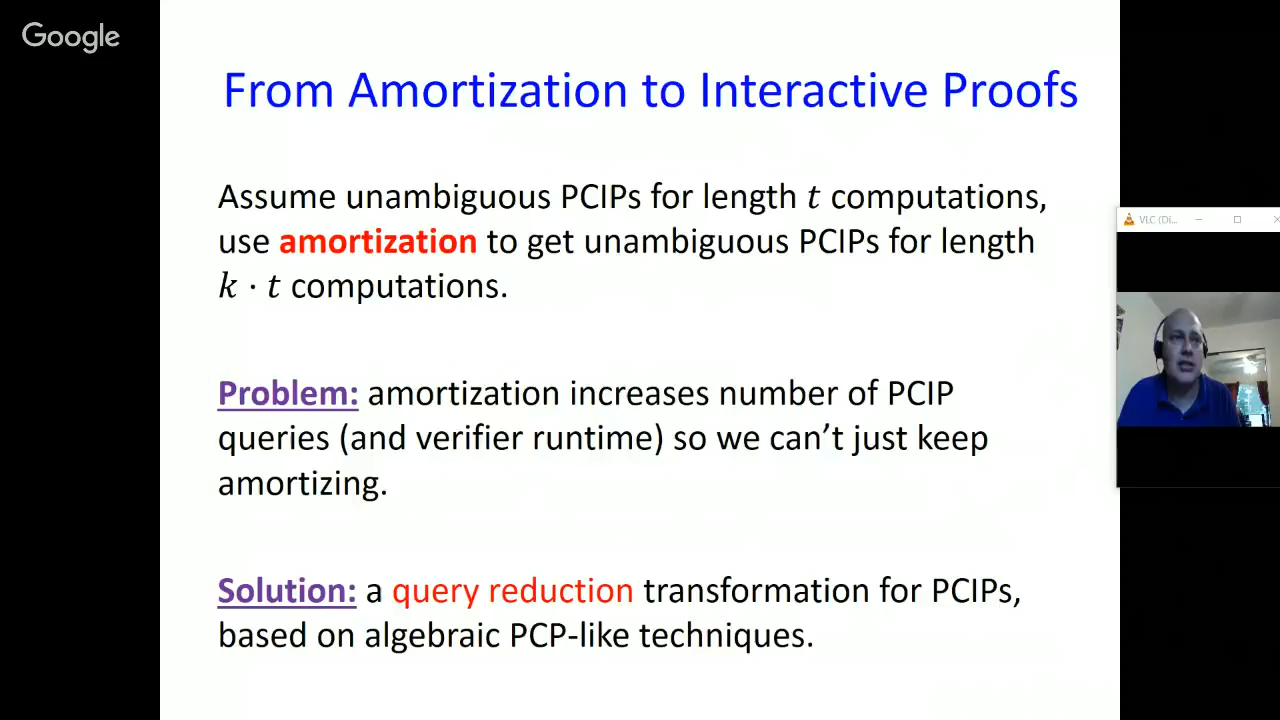 Google
From Amortization to Interactive Proofs
Assume unambiguous PCIPs for length t computations,
use amortization to get unambiguous PCIPs for length
k · t computations.
VLC (Di...
Problem: amortization increases number of PCIP
queries (and verifier runtime) so we can’t just keep
amortizing.
Solution: a query reduction transformation for PCIPs,
based on algebraic PCP-like techniques.